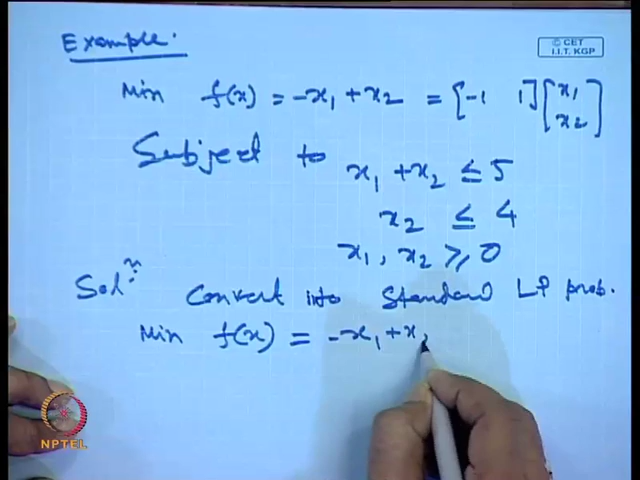 Example.
© CET
I.I.T. KGP
Min f(x) = -x₁ + x₂ = [-1 1] [x₁ x₂]
Subject to
x₁ + x₂ ≤ 5
x₂ ≤ 4
x₁, x₂ ≥ 0
Solⁿ: Convert into Standard LP prob.
Min f(x) = -x₁ + x
NPTEL